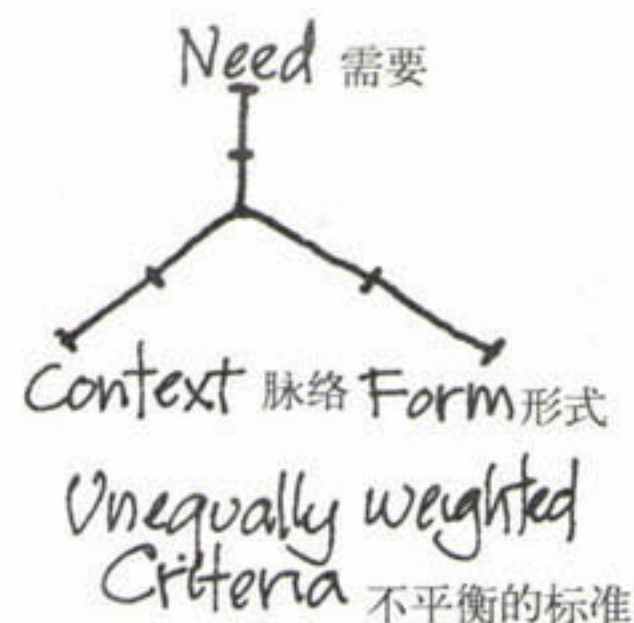 Need 需要
Context 脉络 Form 形式
Unequally weighted
Criteria 不平衡的标准